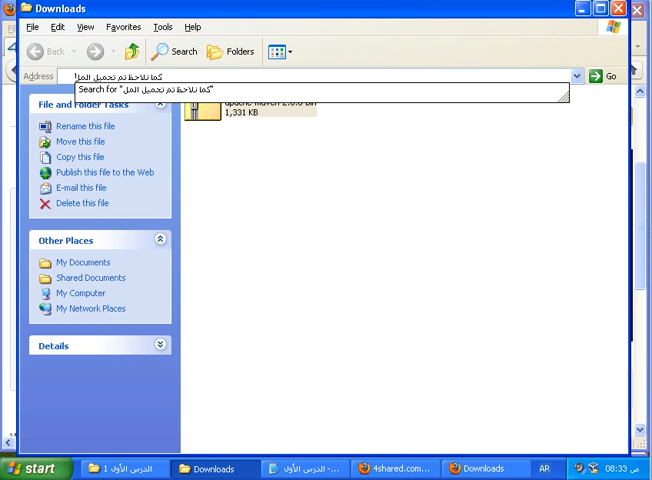 Downloads
File Edit View Favorites Tools Help
Back Search Folders
Address كما نلاحظ تم تحميل المل! Go
Search for "كما نلاحظ تم تحميل المل!"
1,331 KB
File and Folder Tasks
Rename this file
Move this file
Copy this file
Publish this file to the Web
E-mail this file
Delete this file
Other Places
My Documents
Shared Documents
My Computer
My Network Places
Details
start الدرس الأول 1 Downloads الدرس الأول -... 4shared.com... Downloads AR 08:33 ص